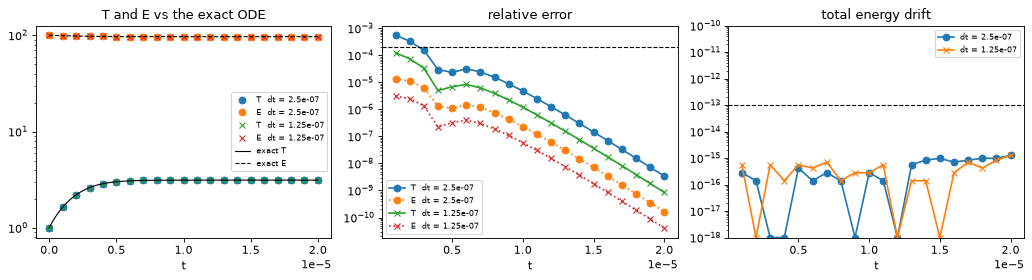 T and E vs the exact ODE
10²
10¹
10⁰
T  dt = 2.5e-07
E  dt = 2.5e-07
T  dt = 1.25e-07
E  dt = 1.25e-07
exact T
exact E
0.0
0.5
1.0
1.5
2.0
1e−5
t
relative error
10⁻³
10⁻⁴
10⁻⁵
10⁻⁶
10⁻⁷
10⁻⁸
10⁻⁹
10⁻¹⁰
T  dt = 2.5e-07
E  dt = 2.5e-07
T  dt = 1.25e-07
E  dt = 1.25e-07
0.5
1.0
1.5
2.0
1e−5
t
total energy drift
10⁻¹⁰
10⁻¹¹
10⁻¹²
10⁻¹³
10⁻¹⁴
10⁻¹⁵
10⁻¹⁶
10⁻¹⁷
10⁻¹⁸
dt = 2.5e-07
dt = 1.25e-07
0.5
1.0
1.5
2.0
1e−5
t